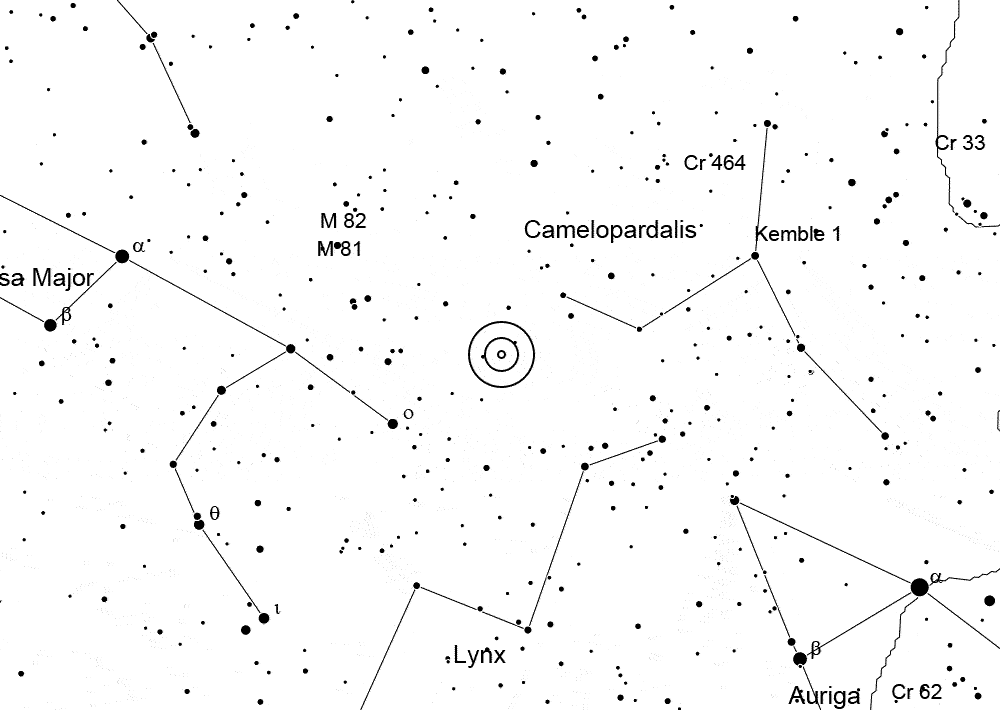 Cr 33
Cr 464
M 82
Camelopardalis
Kemble 1
α
M 81
sa Major
β
ο
θ
α
ι
β
Lynx
Auriga
Cr 62